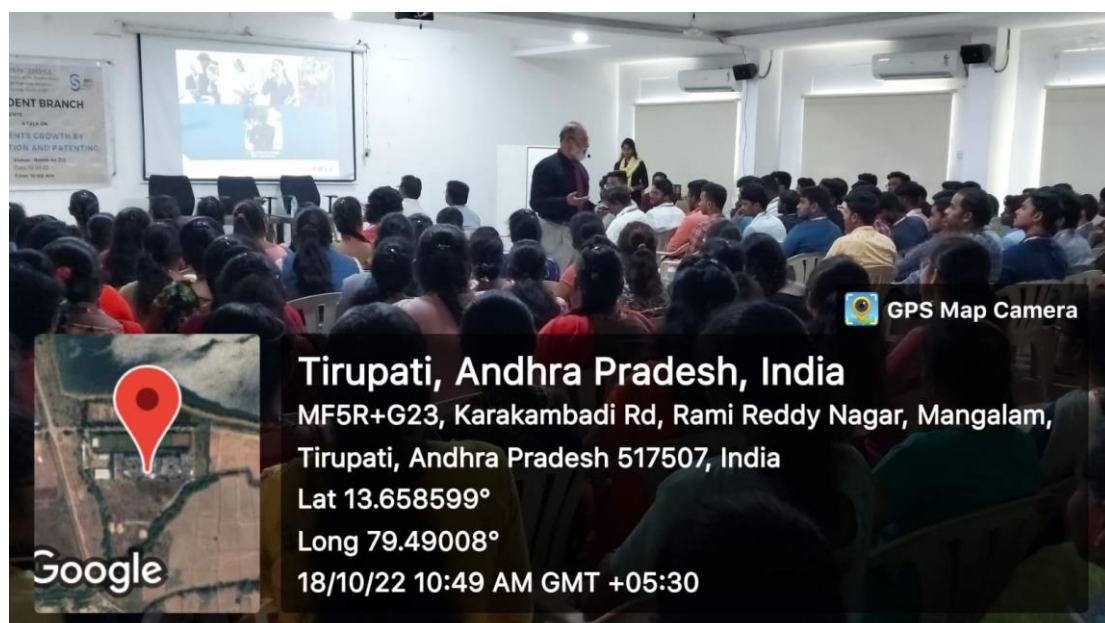 DENT BRANCH
A TALK ON
ENTS GROWTH BY
TION AND PATENTING
GPS Map Camera
Tirupati, Andhra Pradesh, India
MF5R+G23, Karakambadi Rd, Rami Reddy Nagar, Mangalam,
Tirupati, Andhra Pradesh 517507, India
Lat 13.658599°
Long 79.49008°
18/10/22 10:49 AM GMT +05:30
Google